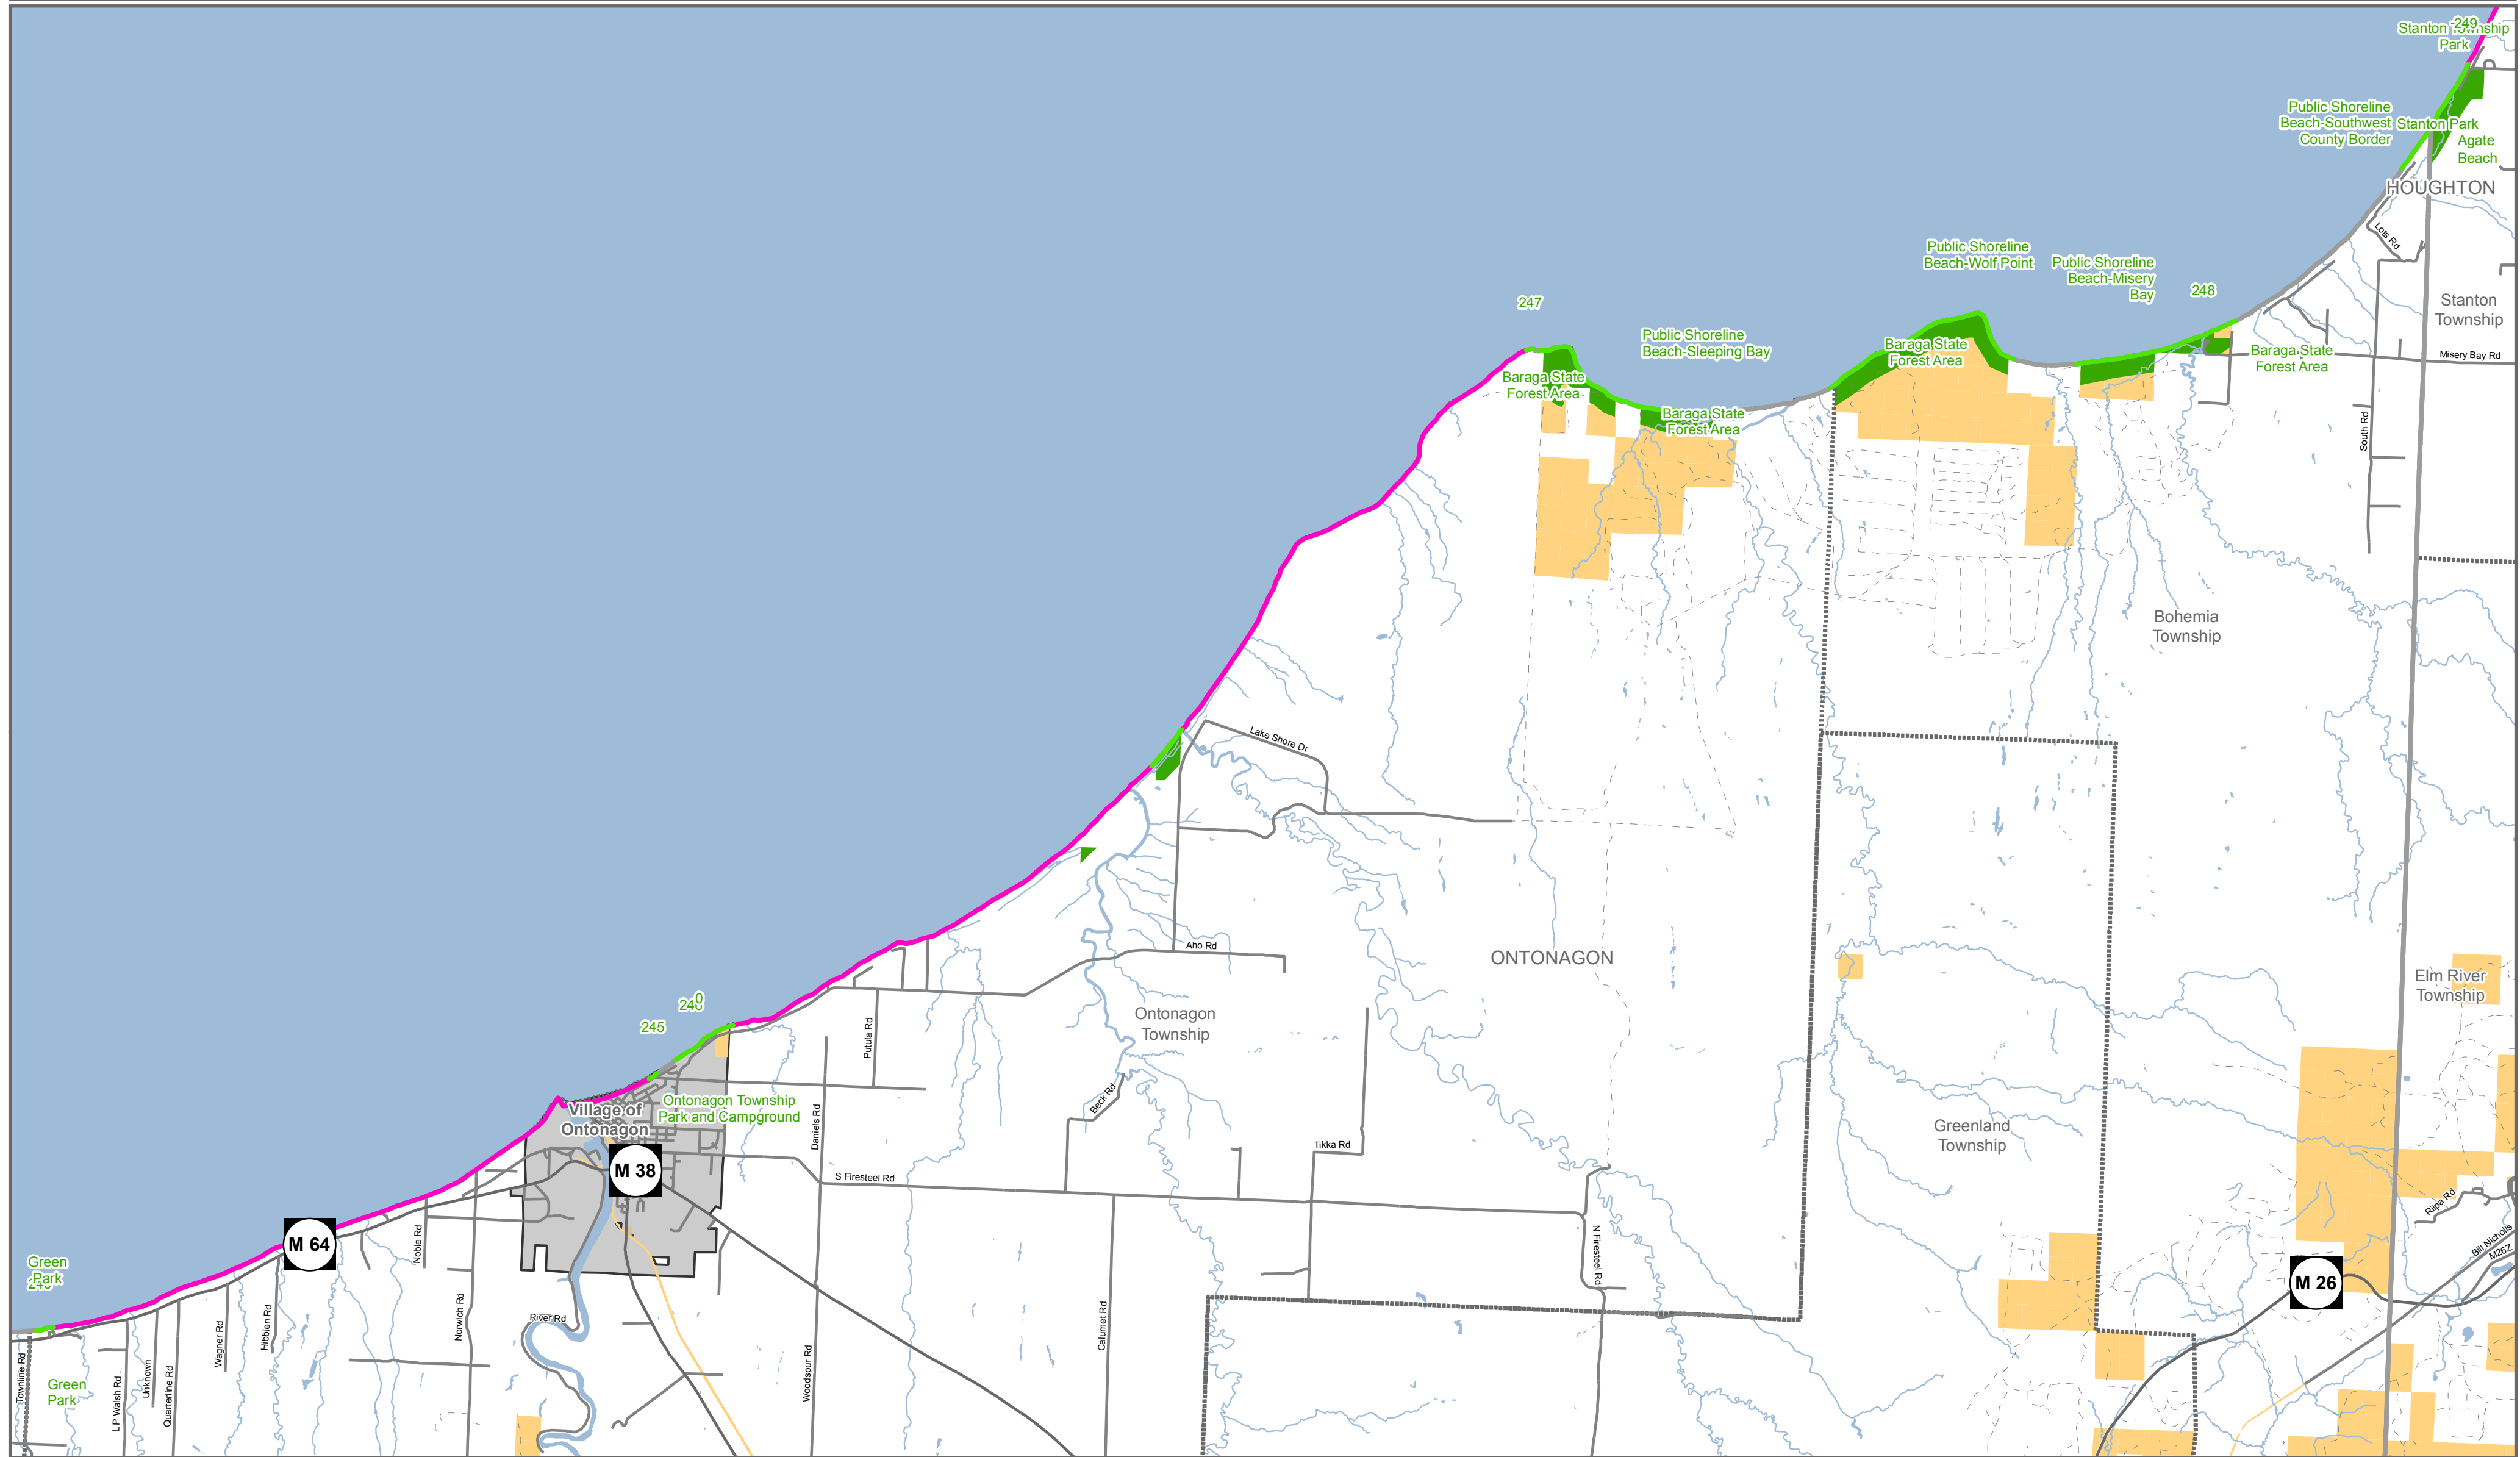 249
Stanton Township
Park
Public Shoreline
Beach-Southwest
County Border
Stanton Park
Agate
Beach
HOUGHTON
Lots Rd
Public Shoreline
Beach-Wolf Point
Public Shoreline
Beach-Misery
Bay
248
247
Stanton
Township
Public Shoreline
Beach-Sleeping Bay
Baraga State
Forest Area
Baraga State
Forest Area
Misery Bay Rd
Baraga State
Forest Area
Baraga State
Forest Area
South Rd
Bohemia
Township
Lake Shore Dr
Aho Rd
ONTONAGON
Elm River
Township
240
245
Putula Rd
Ontonagon
Township
Beck Rd
Ontonagon Township
Park and Campground
Village of
Ontonagon
Daniels Rd
Tikka Rd
Greenland
Township
M 38
S Firesteel Rd
Riipa Rd
Bill Nicholls
M26Z
M 64
Noble Rd
N Firesteel Rd
M 26
Green
Park
River Rd
Norwich Rd
Hibblen Rd
Wagner Rd
Calumet Rd
Woodspur Rd
Townline Rd
Green
Park
L P Walsh Rd
Unknown
Quarterline Rd